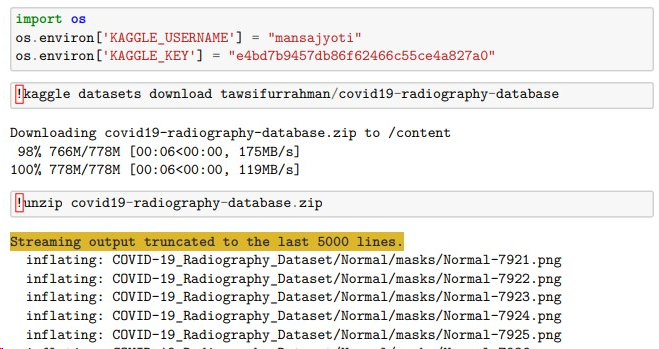 import os
os.environ['KAGGLE_USERNAME'] = "mansajyoti"
os.environ['KAGGLE_KEY'] = "e4bd7b9457db86f62466c55ce4a827a0"
!kaggle datasets download tawsifurrahman/covid19-radiography-database
Downloading covid19-radiography-database.zip to /content
98% 766M/778M [00:06<00:00, 175MB/s]
100% 778M/778M [00:06<00:00, 119MB/s]
!unzip covid19-radiography-database.zip
Streaming output truncated to the last 5000 lines.
inflating: COVID-19_Radiography_Dataset/Normal/masks/Normal-7921.png
inflating: COVID-19_Radiography_Dataset/Normal/masks/Normal-7922.png
inflating: COVID-19_Radiography_Dataset/Normal/masks/Normal-7923.png
inflating: COVID-19_Radiography_Dataset/Normal/masks/Normal-7924.png
inflating: COVID-19_Radiography_Dataset/Normal/masks/Normal-7925.png